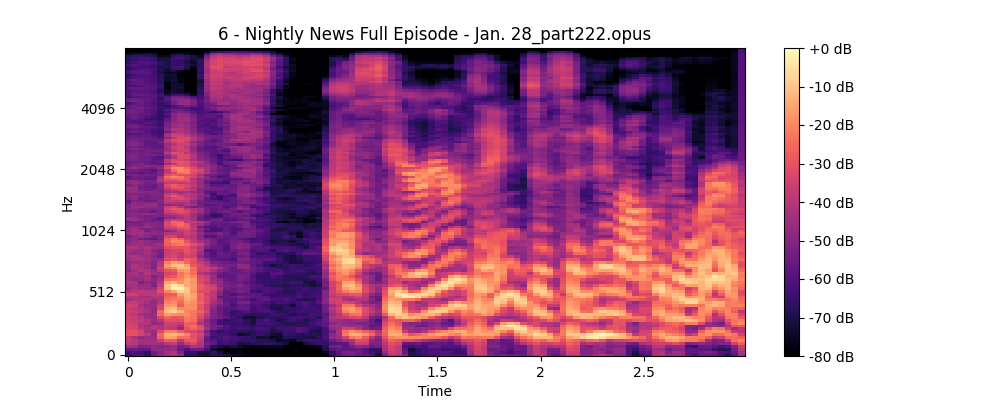 6 - Nightly News Full Episode - Jan. 28_part222.opus
Hz
4096
2048
1024
512
0
0 0.5 1 1.5 2 2.5
Time
+0 dB
-10 dB
-20 dB
-30 dB
-40 dB
-50 dB
-60 dB
-70 dB
-80 dB